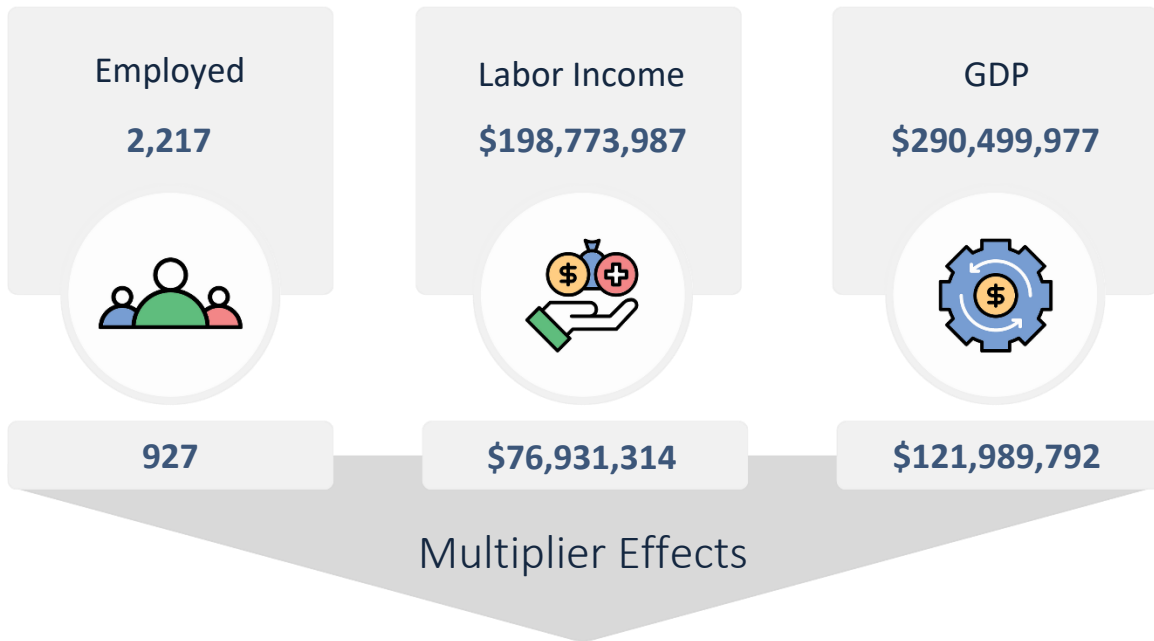 Employed
2,217
Labor Income
$198,773,987
GDP
$290,499,977
927
$76,931,314
$121,989,792
Multiplier Effects